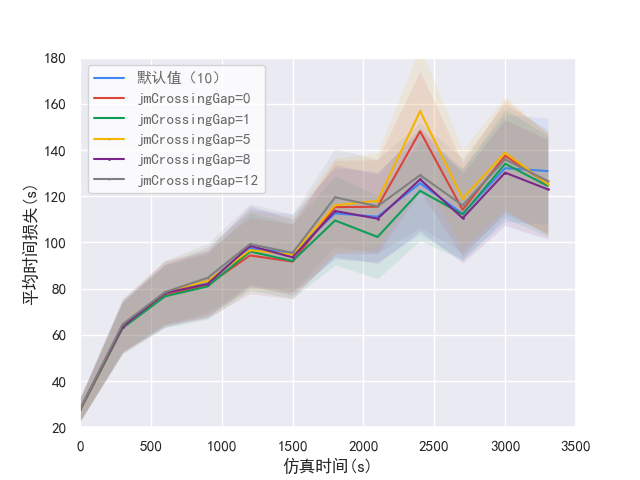 180
160
140
120
100
80
60
40
20
平均时间损失(s)
默认值（10）
jmCrossingGap=0
jmCrossingGap=1
jmCrossingGap=5
jmCrossingGap=8
jmCrossingGap=12
0 500 1000 1500 2000 2500 3000 3500
仿真时间(s)